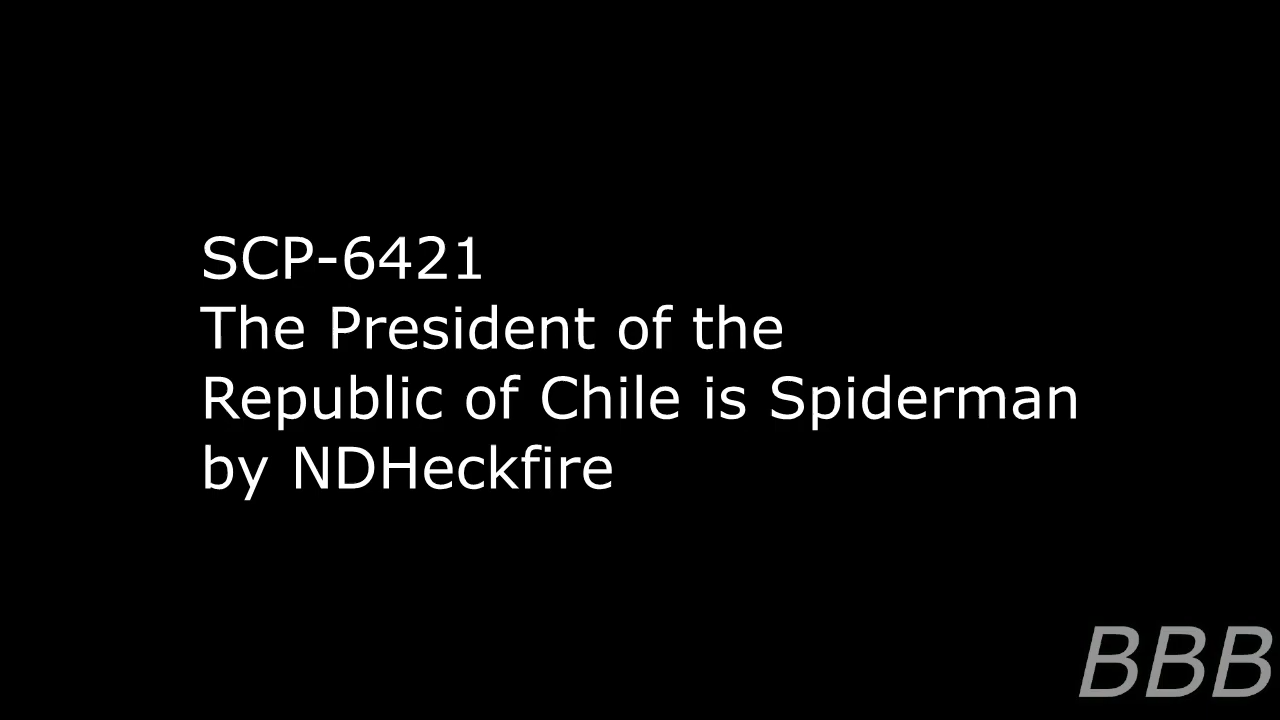 SCP-6421
The President of the
Republic of Chile is Spiderman
by NDHeckfire
BBB